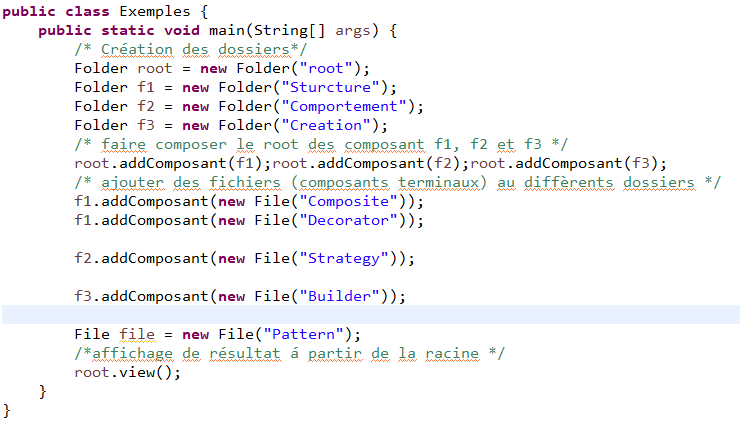 public class Exemples {
public static void main(String[] args) {
/* Création des dossiers*/
Folder root = new Folder("root");
Folder f1 = new Folder("Sturcture");
Folder f2 = new Folder("Comportement");
Folder f3 = new Folder("Creation");
/* faire composer le root des composant f1, f2 et f3 */
root.addComposant(f1);root.addComposant(f2);root.addComposant(f3);
/* ajouter des fichiers (composants terminaux) au diffèrents dossiers */
f1.addComposant(new File("Composite"));
f1.addComposant(new File("Decorator"));
f2.addComposant(new File("Strategy"));
f3.addComposant(new File("Builder"));
File file = new File("Pattern");
/*affichage de résultat á partir de la racine */
root.view();
}
}